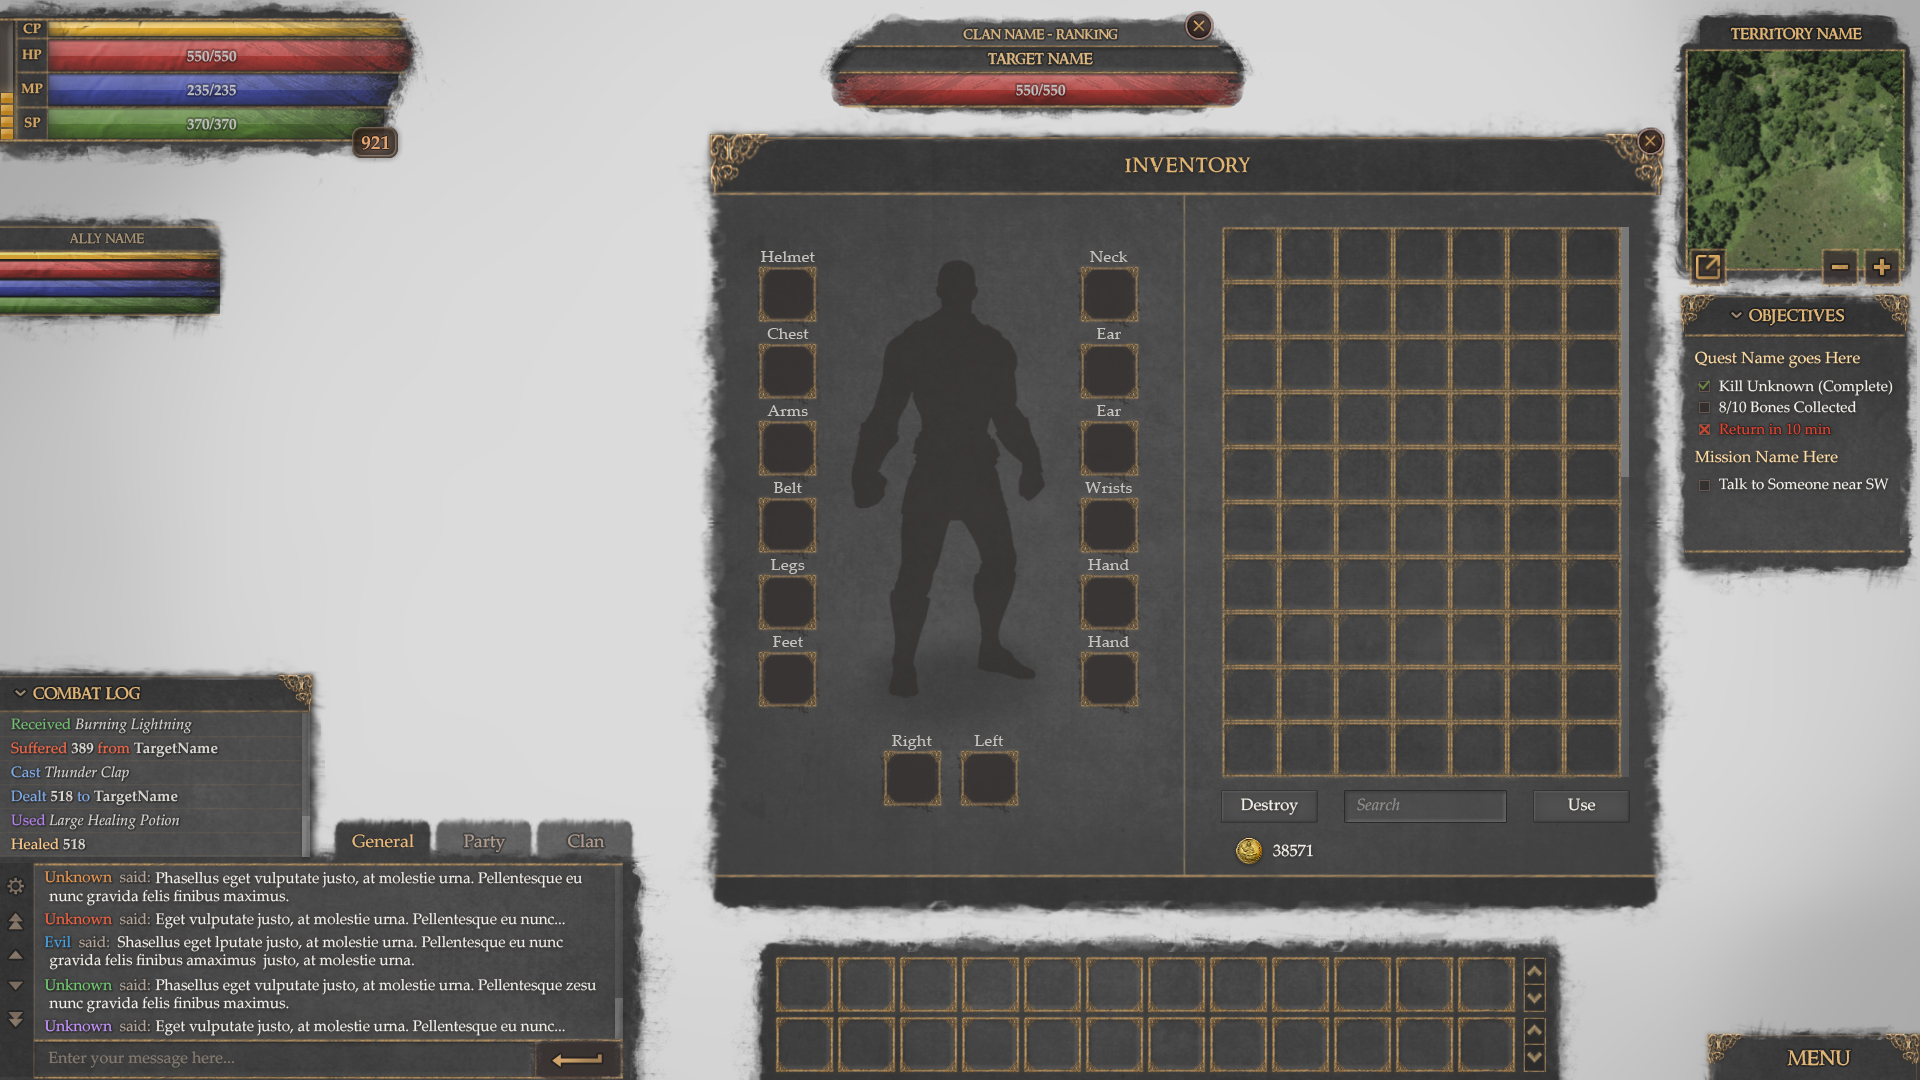 CP
HP
550/550
MP
235/235
SP
370/370
921
ALLY NAME
CLAN NAME - RANKING
TARGET NAME
550/550
TERRITORY NAME
INVENTORY
Helmet
Chest
Arms
Belt
Legs
Feet
Neck
Ear
Ear
Wrists
Hand
Hand
Right
Left
Destroy
Search
Use
38571
OBJECTIVES
Quest Name goes Here
Kill Unknown (Complete)
8/10 Bones Collected
Return in 10 min
Mission Name Here
Talk to Someone near SW
COMBAT LOG
Received Burning Lightning
Suffered 389 from TargetName
Cast Thunder Clap
Dealt 518 to TargetName
Used Large Healing Potion
Healed 518
General
Party
Clan
Unknown said: Phasellus eget vulputate justo, at molestie urna. Pellentesque eu
nunc gravida felis finibus maximus.
Unknown said: Eget vulputate justo, at molestie urna. Pellentesque eu nunc...
Evil said: Shasellus eget lputate justo, at molestie urna. Pellentesque eu nunc
gravida felis finibus amaximus justo, at molestie urna.
Unknown said: Phasellus eget vulputate justo, at molestie urna. Pellentesque zesu
nunc gravida felis finibus maximus.
Unknown said: Eget vulputate justo, at molestie urna. Pellentesque eu nunc...
Enter your message here...
MENU